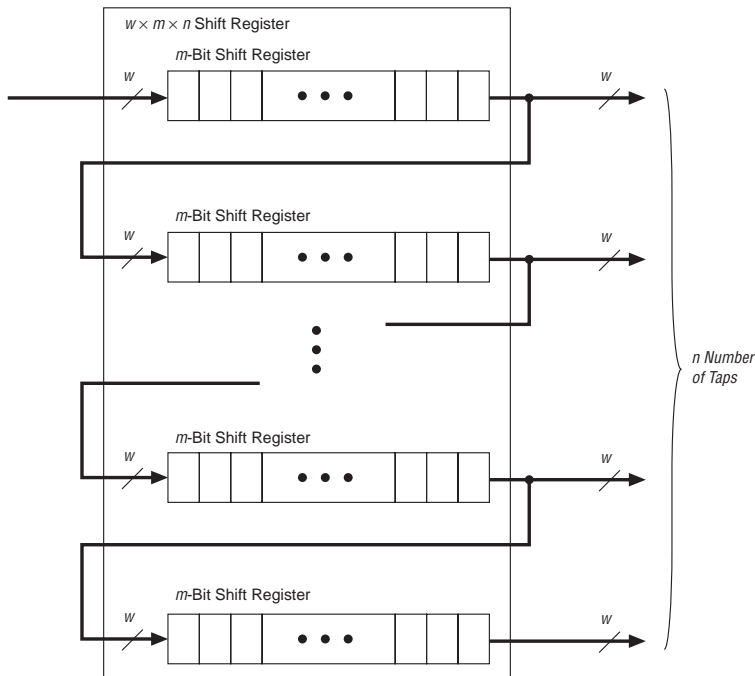 w × m × n Shift Register
m-Bit Shift Register
w
w
m-Bit Shift Register
w
w
n Number
of Taps
m-Bit Shift Register
w
w
m-Bit Shift Register
w
w